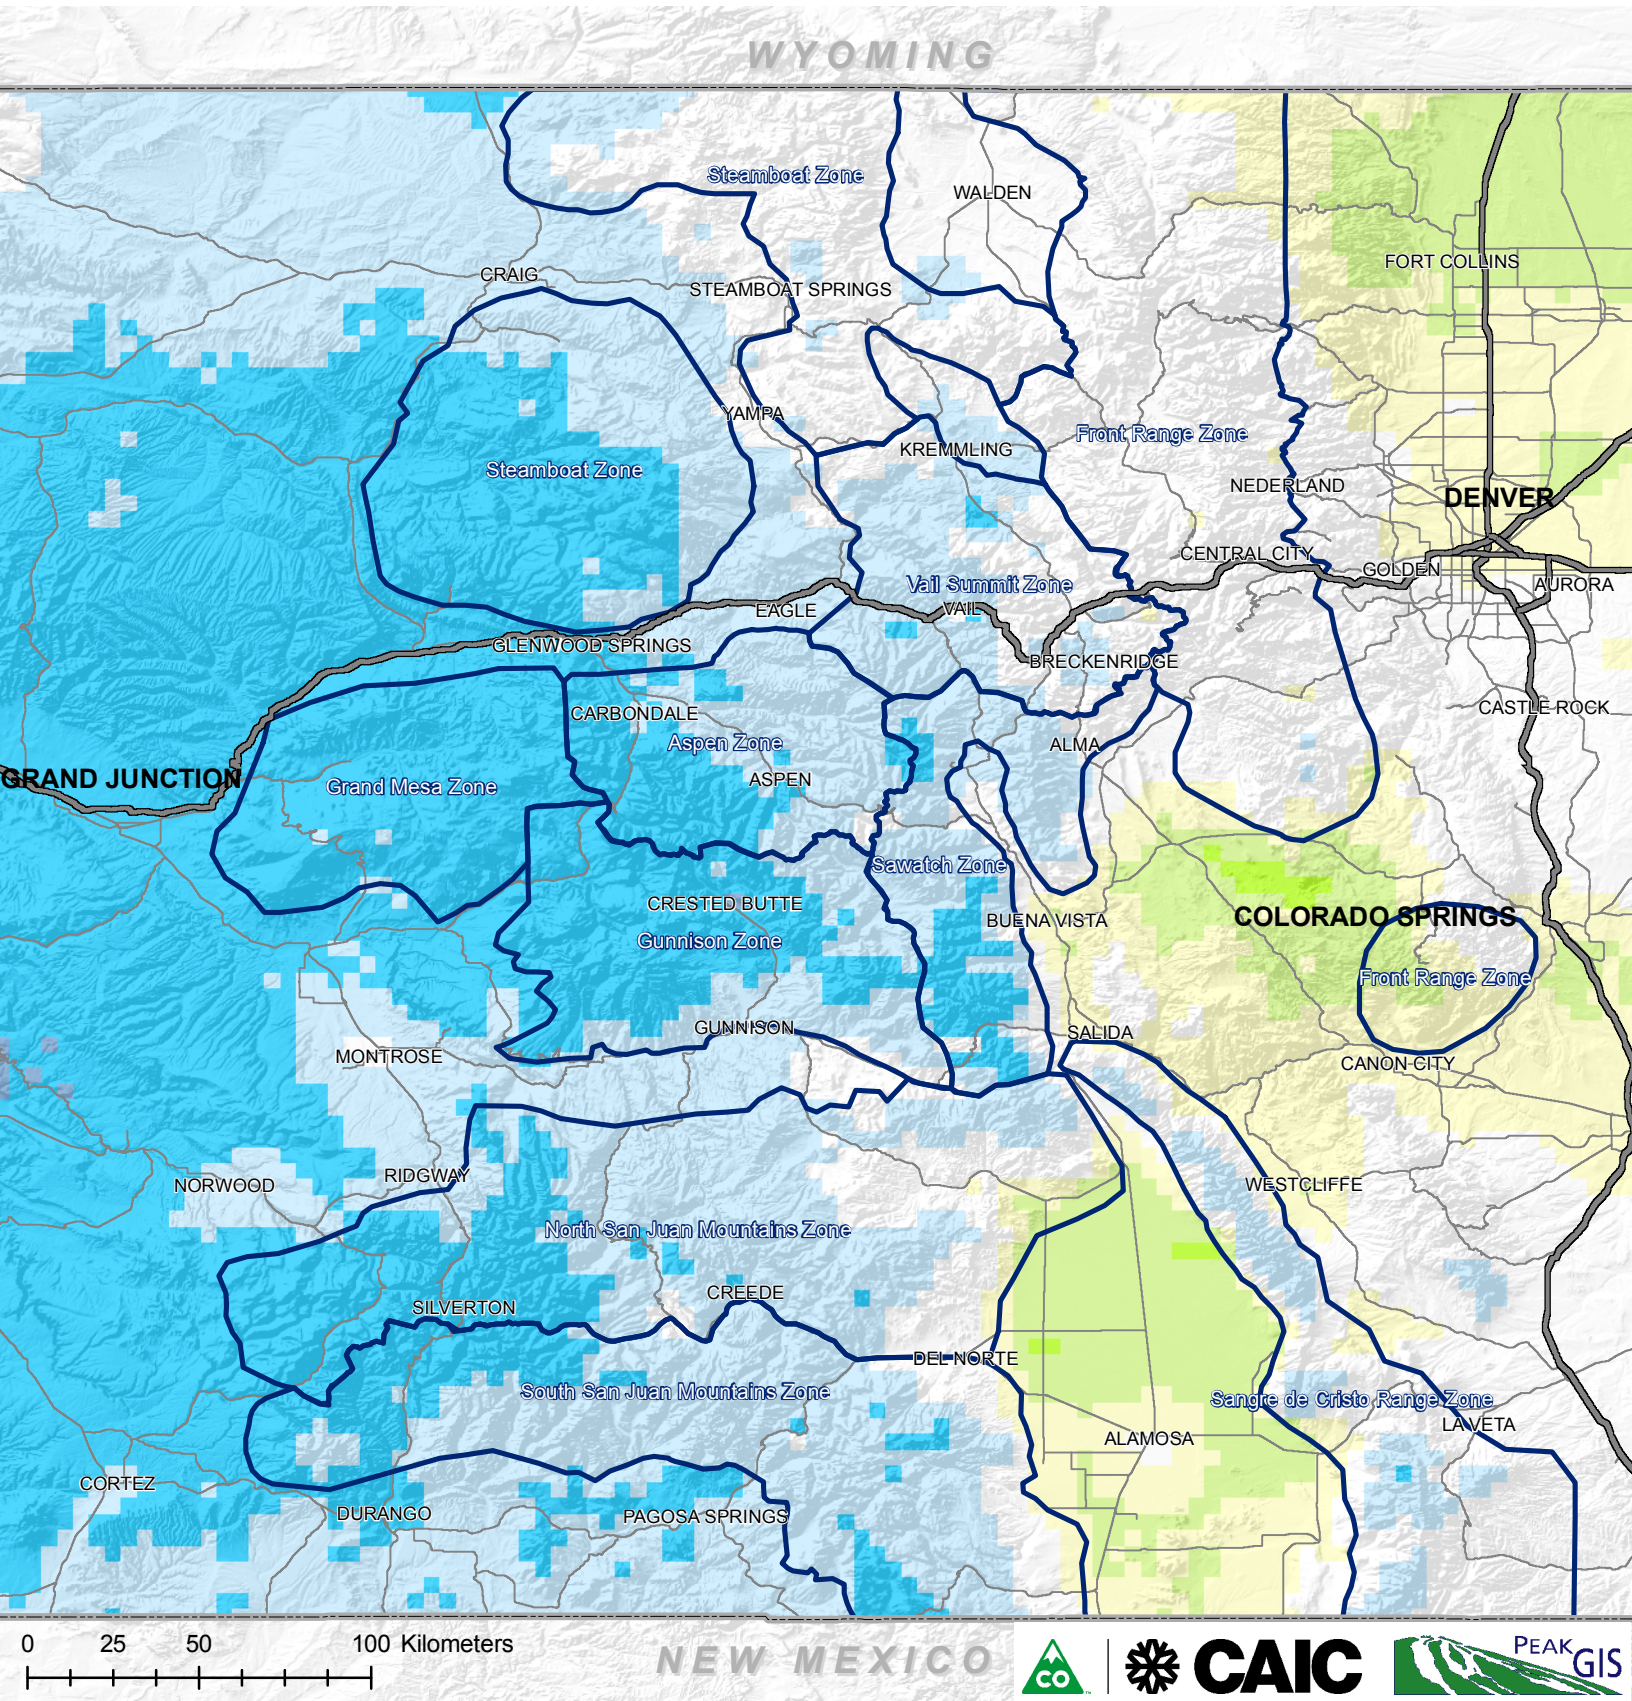 WYOMING
Steamboat Zone
WALDEN
FORT COLLINS
CRAIG
STEAMBOAT SPRINGS
YAMPA
Front Range Zone
KREMMLING
Steamboat Zone
NEDERLAND
DENVER
CENTRAL CITY
GOLDEN
AURORA
Vail Summit Zone
EAGLE
VAIL
GLENWOOD SPRINGS
BRECKENRIDGE
CARBONDALE
CASTLE ROCK
Aspen Zone
ALMA
GRAND JUNCTION
Grand Mesa Zone
ASPEN
Sawatch Zone
CRESTED BUTTE
BUENA VISTA
COLORADO SPRINGS
Gunnison Zone
Front Range Zone
GUNNISON
SALIDA
MONTROSE
CANON CITY
RIDGWAY
NORWOOD
WESTCLIFFE
North San Juan Mountains Zone
CREEDE
SILVERTON
DEL NORTE
South San Juan Mountains Zone
Sangre de Cristo Range Zone
LA VETA
ALAMOSA
CORTEZ
DURANGO
PAGOSA SPRINGS
0 25 50 100 Kilometers
NEW MEXICO
CO
CAIC
PEAK
GIS